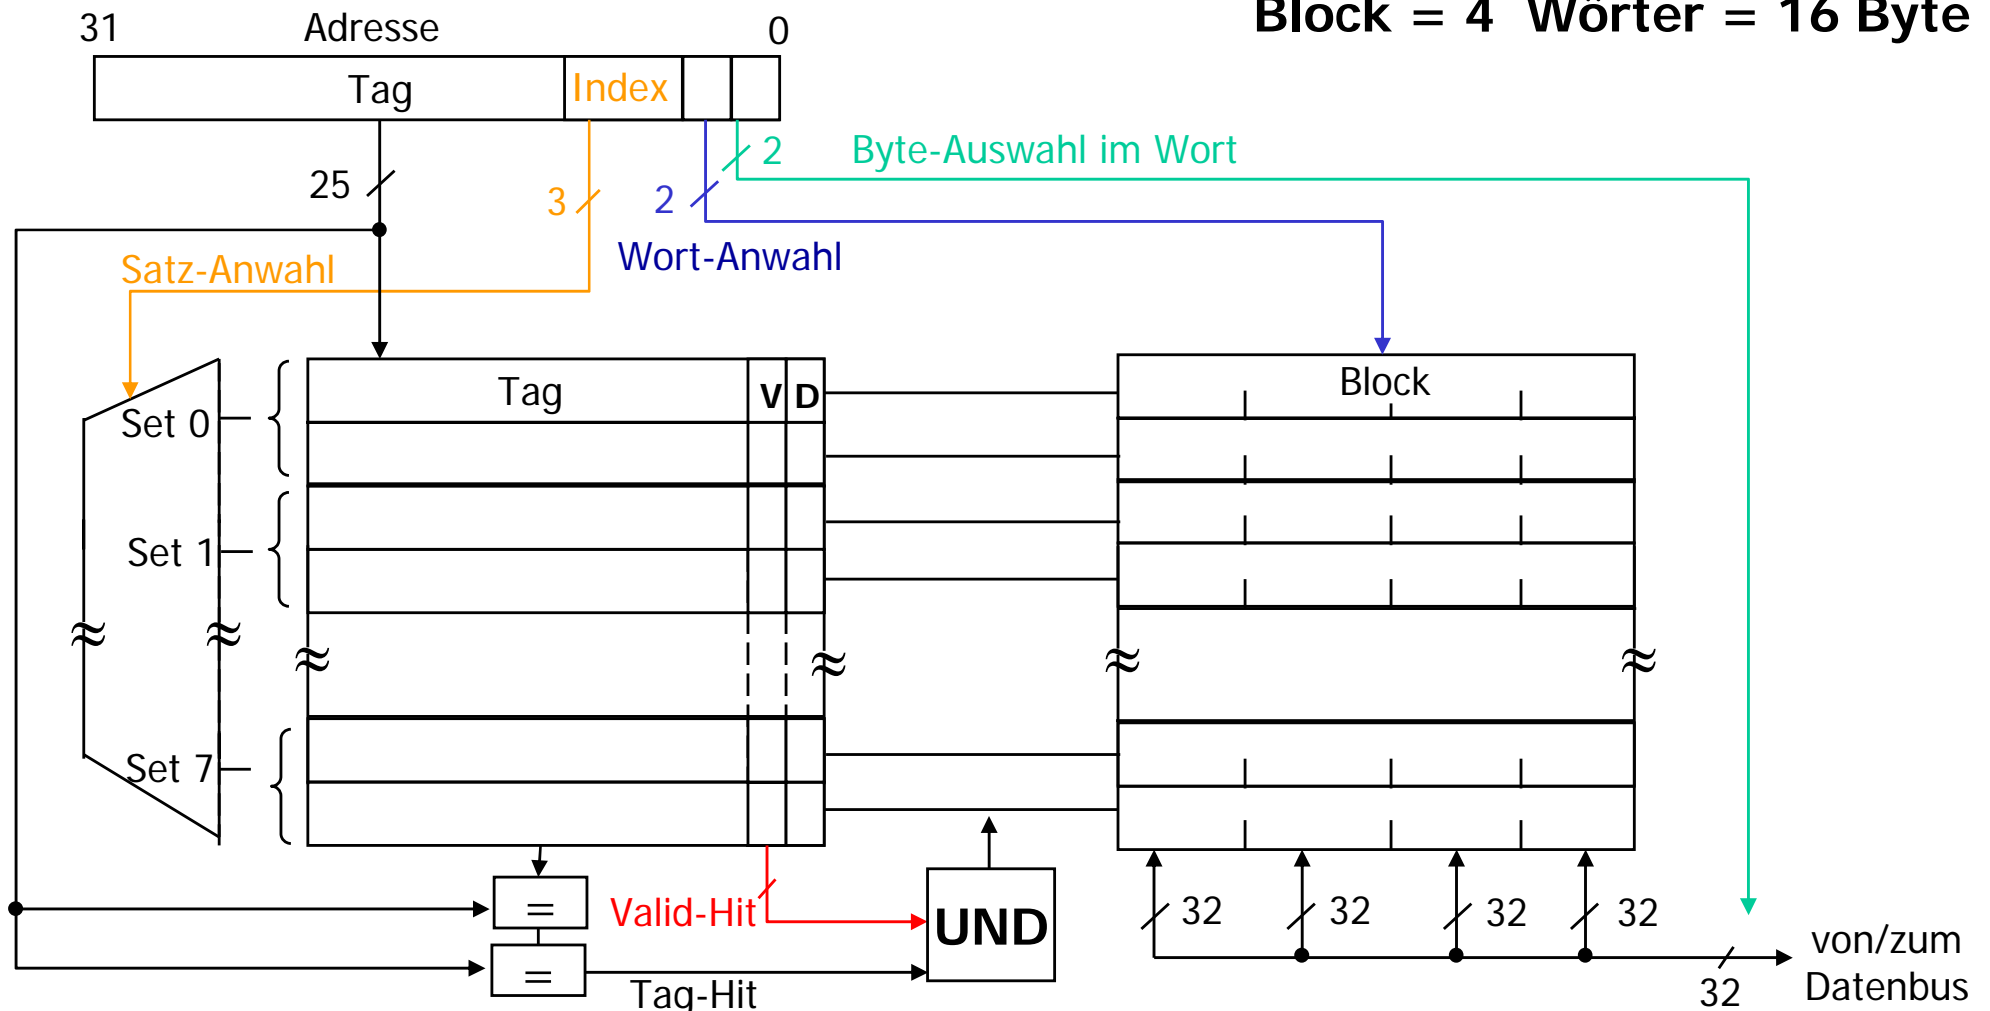 Block = 4 Wörter = 16 Byte
31 Adresse 0
Tag Index
2 Byte-Auswahl im Wort
25 3 2
Wort-Anwahl
Satz-Anwahl
Tag V D Block
Set 0
Set 1
≈ ≈ ≈ ≈ ≈ ≈
Set 7
= Valid-Hit UND 32 32 32 32
= Tag-Hit
von/zum
32 Datenbus